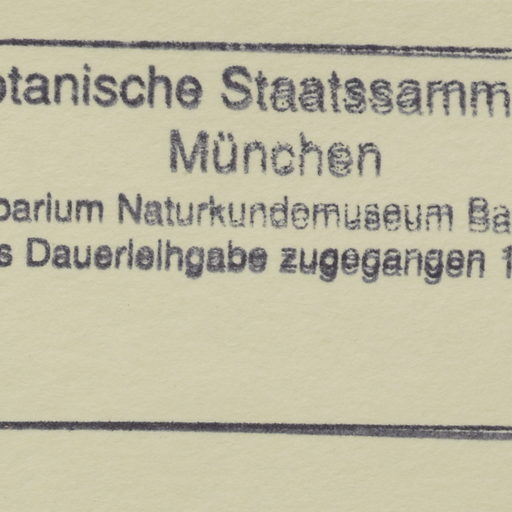 otanische Staatssamm
München
barium Naturkundemuseum Ba
s Dauerleihgabe zugegangen 1